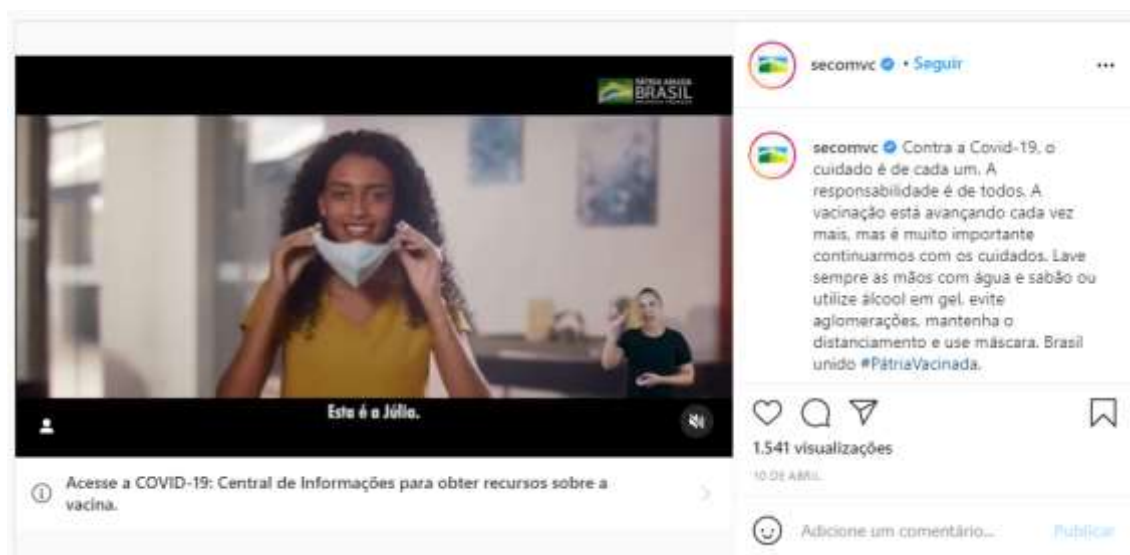 PÁTRIA AMADA
BRASIL
Esta é a Júlia.
Acesse a COVID-19: Central de Informações para obter recursos sobre a
vacina.
secomvc • Seguir
secomvc Contra a Covid-19, o
cuidado é de cada um. A
responsabilidade é de todos. A
vacinação está avançando cada vez
mais, mas é muito importante
continuarmos com os cuidados. Lave
sempre as mãos com água e sabão ou
utilize álcool em gel, evite
aglomerações, mantenha o
distanciamento e use máscara. Brasil
unido #PátriaVacinada.
1.541 visualizações
10 DE ABRIL
Adicione um comentário... Publicar